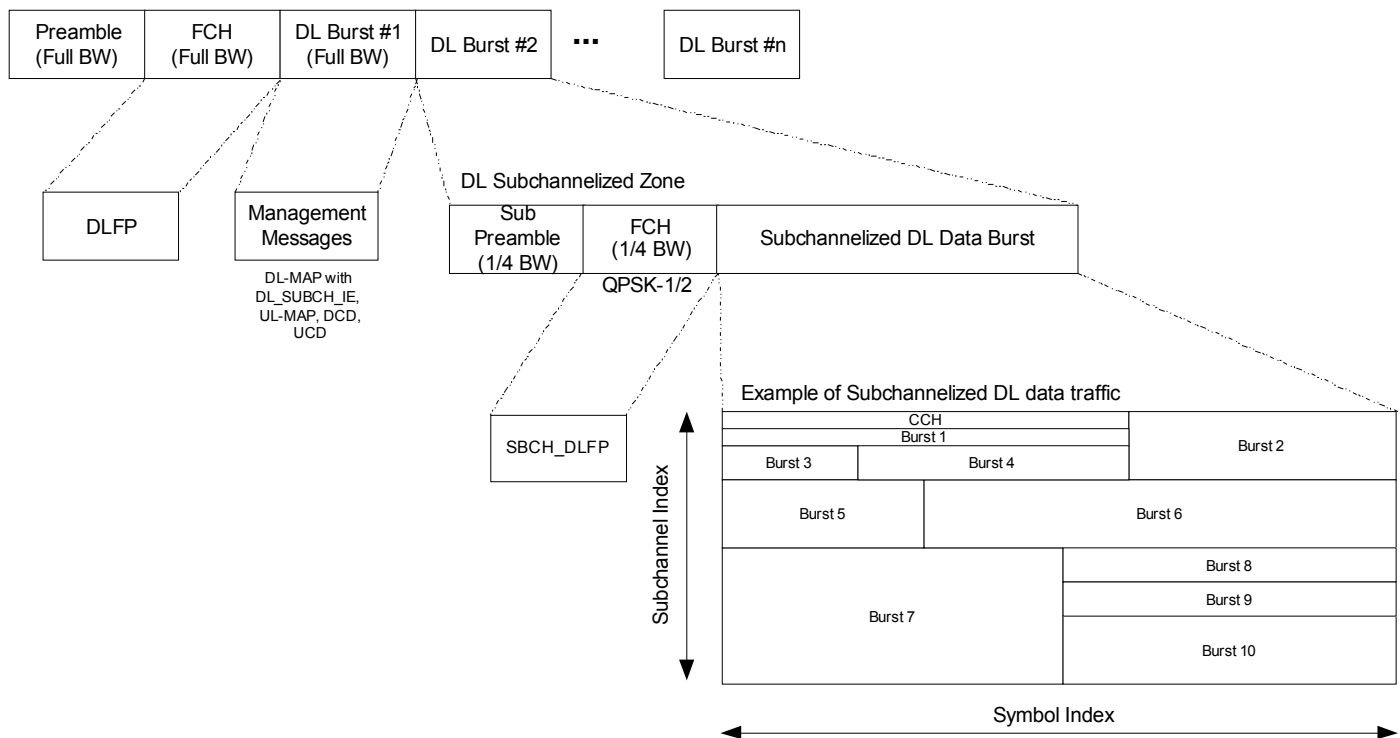 Preamble
(Full BW)
FCH
(Full BW)
DL Burst #1
(Full BW)
DL Burst #2
...
DL Burst #n
DLFP
Management
Messages
DL-MAP with
DL_SUBCH_IE,
UL-MAP, DCD,
UCD
DL Subchannelized Zone
Sub
Preamble
(1/4 BW)
FCH
(1/4 BW)
Subchannelized DL Data Burst
QPSK-1/2
SBCH_DLFP
Example of Subchannelized DL data traffic
CCH
Burst 1
Burst 2
Burst 3
Burst 4
Burst 5
Burst 6
Burst 7
Burst 8
Burst 9
Burst 10
Subchannel Index
Symbol Index